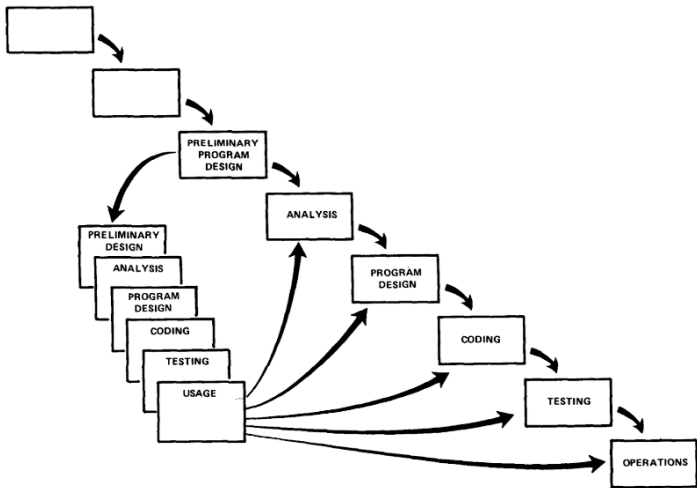 PRELIMINARY
PROGRAM
DESIGN
ANALYSIS
PROGRAM
DESIGN
CODING
TESTING
OPERATIONS
PRELIMINARY
DESIGN
ANALYSIS
PROGRAM
DESIGN
CODING
TESTING
USAGE